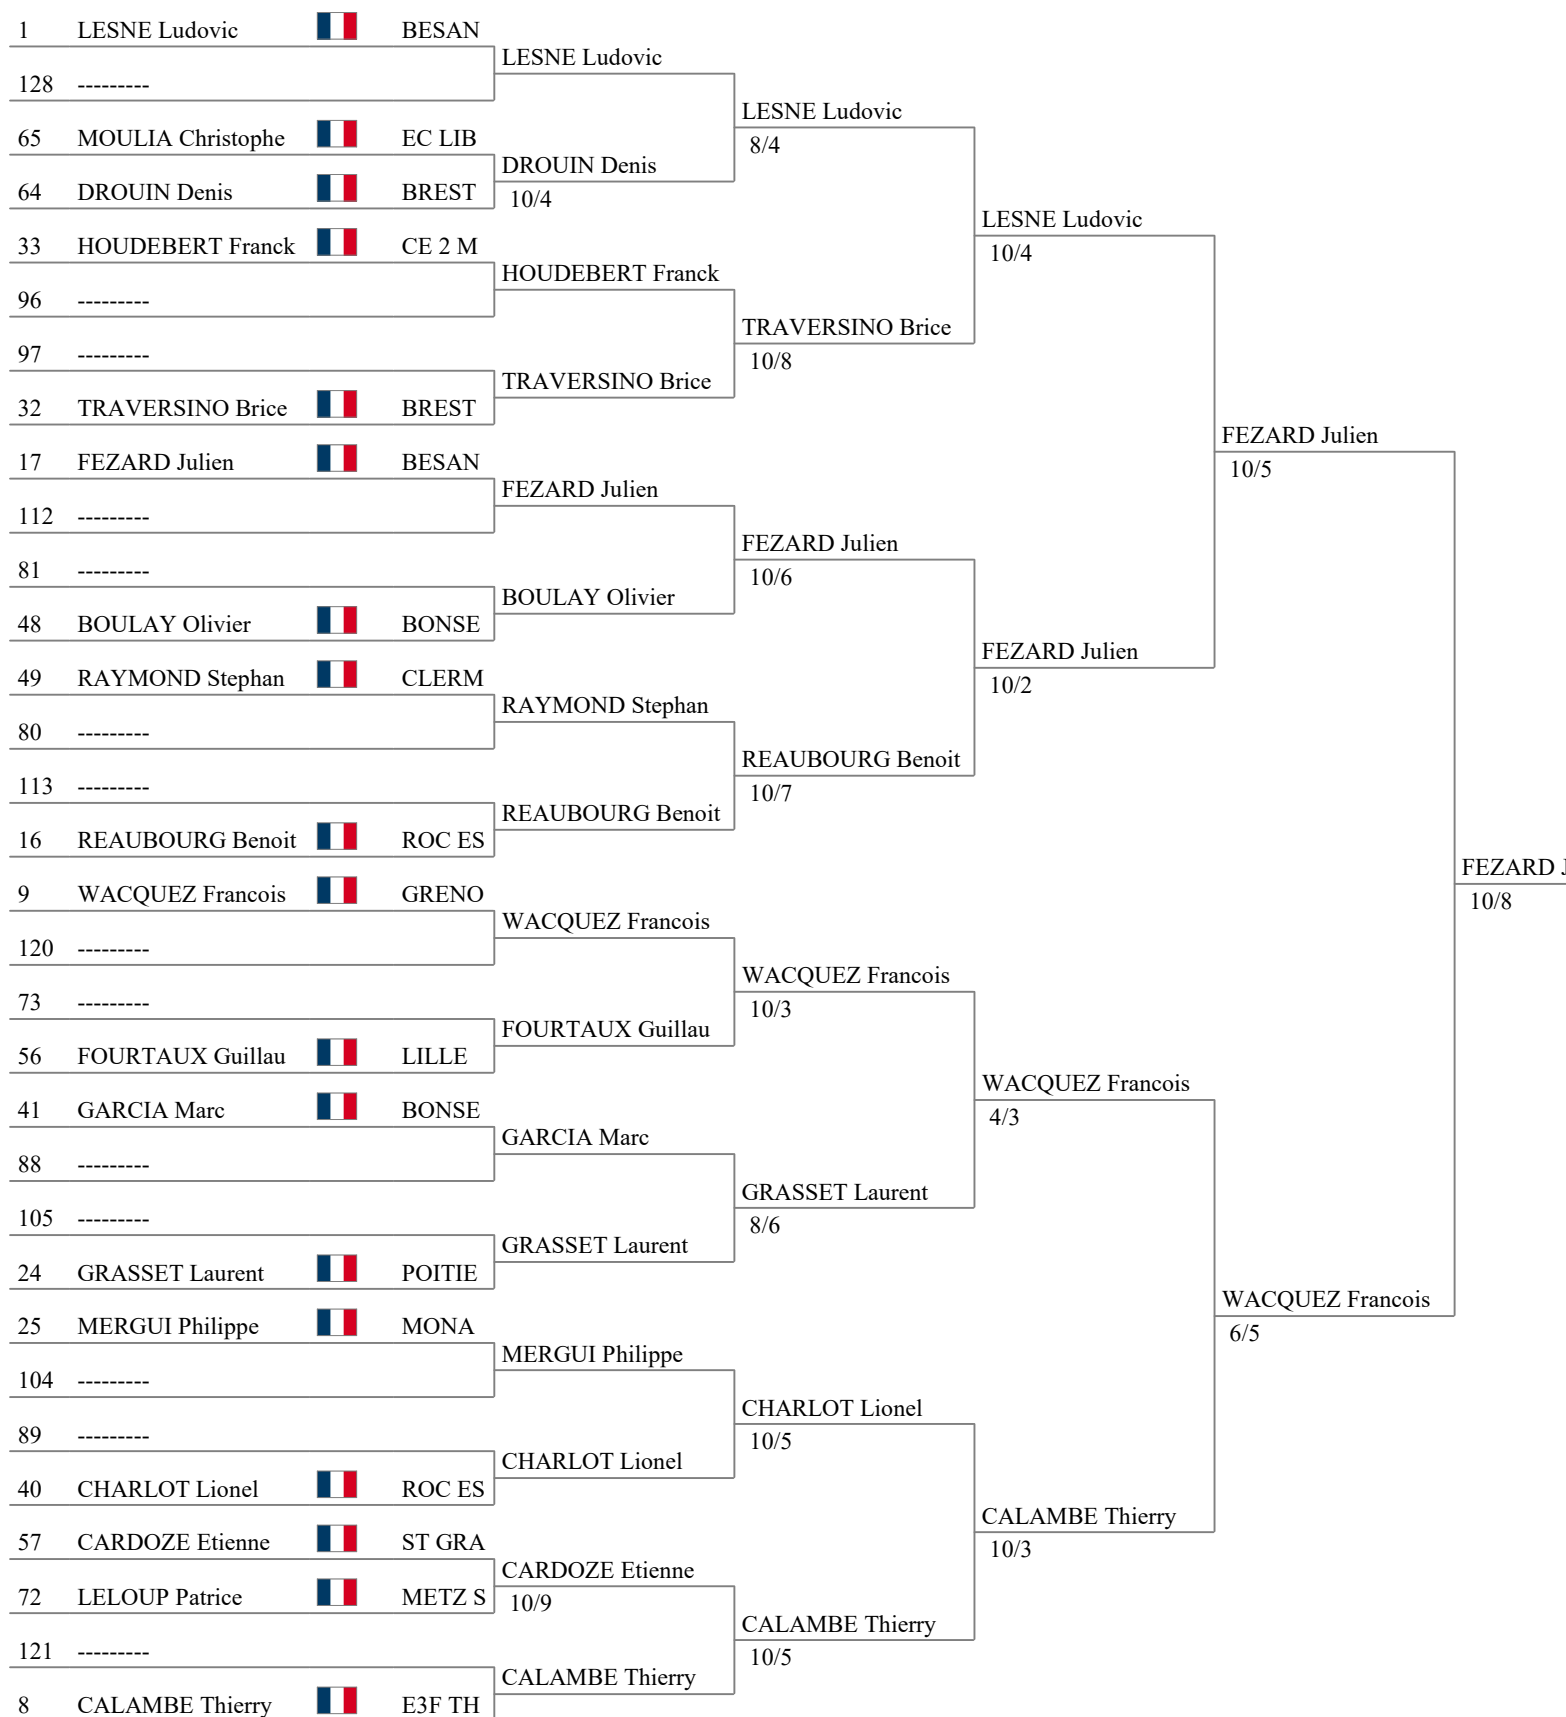 1 LESNE Ludovic BESAN
128 ---------
65 MOULIA Christophe EC LIB
64 DROUIN Denis BREST
33 HOUDEBERT Franck CE 2 M
96 ---------
97 ---------
32 TRAVERSINO Brice BREST
17 FEZARD Julien BESAN
112 ---------
81 ---------
48 BOULAY Olivier BONSE
49 RAYMOND Stephan CLERM
80 ---------
113 ---------
16 REAUBOURG Benoit ROC ES
9 WACQUEZ Francois GRENO
120 ---------
73 ---------
56 FOURTAUX Guillau LILLE
41 GARCIA Marc BONSE
88 ---------
105 ---------
24 GRASSET Laurent POITIE
25 MERGUI Philippe MONA
104 ---------
89 ---------
40 CHARLOT Lionel ROC ES
57 CARDOZE Etienne ST GRA
72 LELOUP Patrice METZ S
121 ---------
8 CALAMBE Thierry E3F TH
LESNE Ludovic
DROUIN Denis
10/4
HOUDEBERT Franck
TRAVERSINO Brice
FEZARD Julien
BOULAY Olivier
RAYMOND Stephan
REAUBOURG Benoit
WACQUEZ Francois
FOURTAUX Guillau
GARCIA Marc
GRASSET Laurent
MERGUI Philippe
CHARLOT Lionel
CARDOZE Etienne
10/9
CALAMBE Thierry
LESNE Ludovic
8/4
TRAVERSINO Brice
10/8
FEZARD Julien
10/6
REAUBOURG Benoit
10/7
WACQUEZ Francois
10/3
GRASSET Laurent
8/6
CHARLOT Lionel
10/5
CALAMBE Thierry
10/5
LESNE Ludovic
10/4
FEZARD Julien
10/2
WACQUEZ Francois
4/3
CALAMBE Thierry
10/3
FEZARD Julien
10/5
WACQUEZ Francois
6/5
FEZARD J
10/8